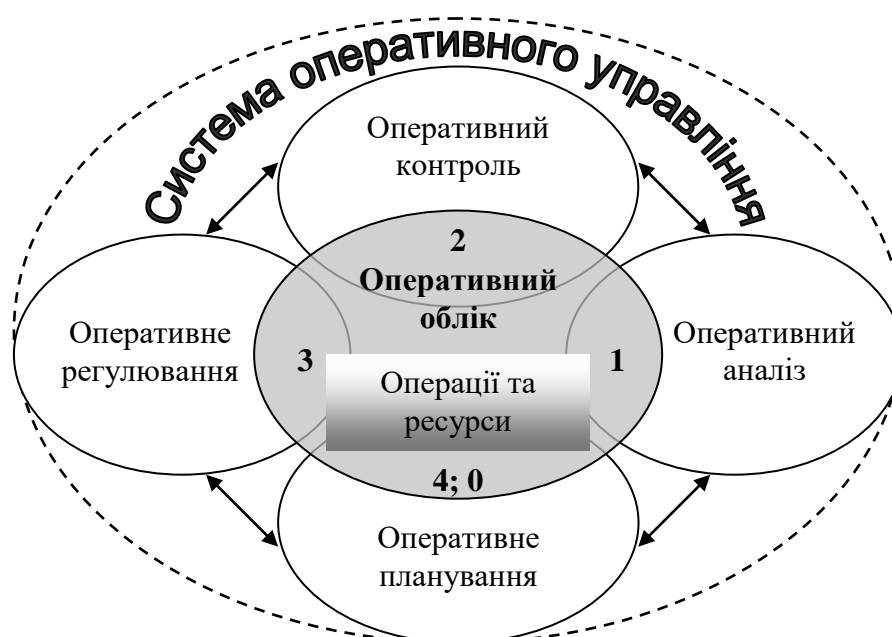 Система оперативного управління
Оперативний
контроль
2
Оперативний
облік
Оперативне
регулювання
3
1
Оперативний
аналіз
Операції та
ресурси
4; 0
Оперативне
планування